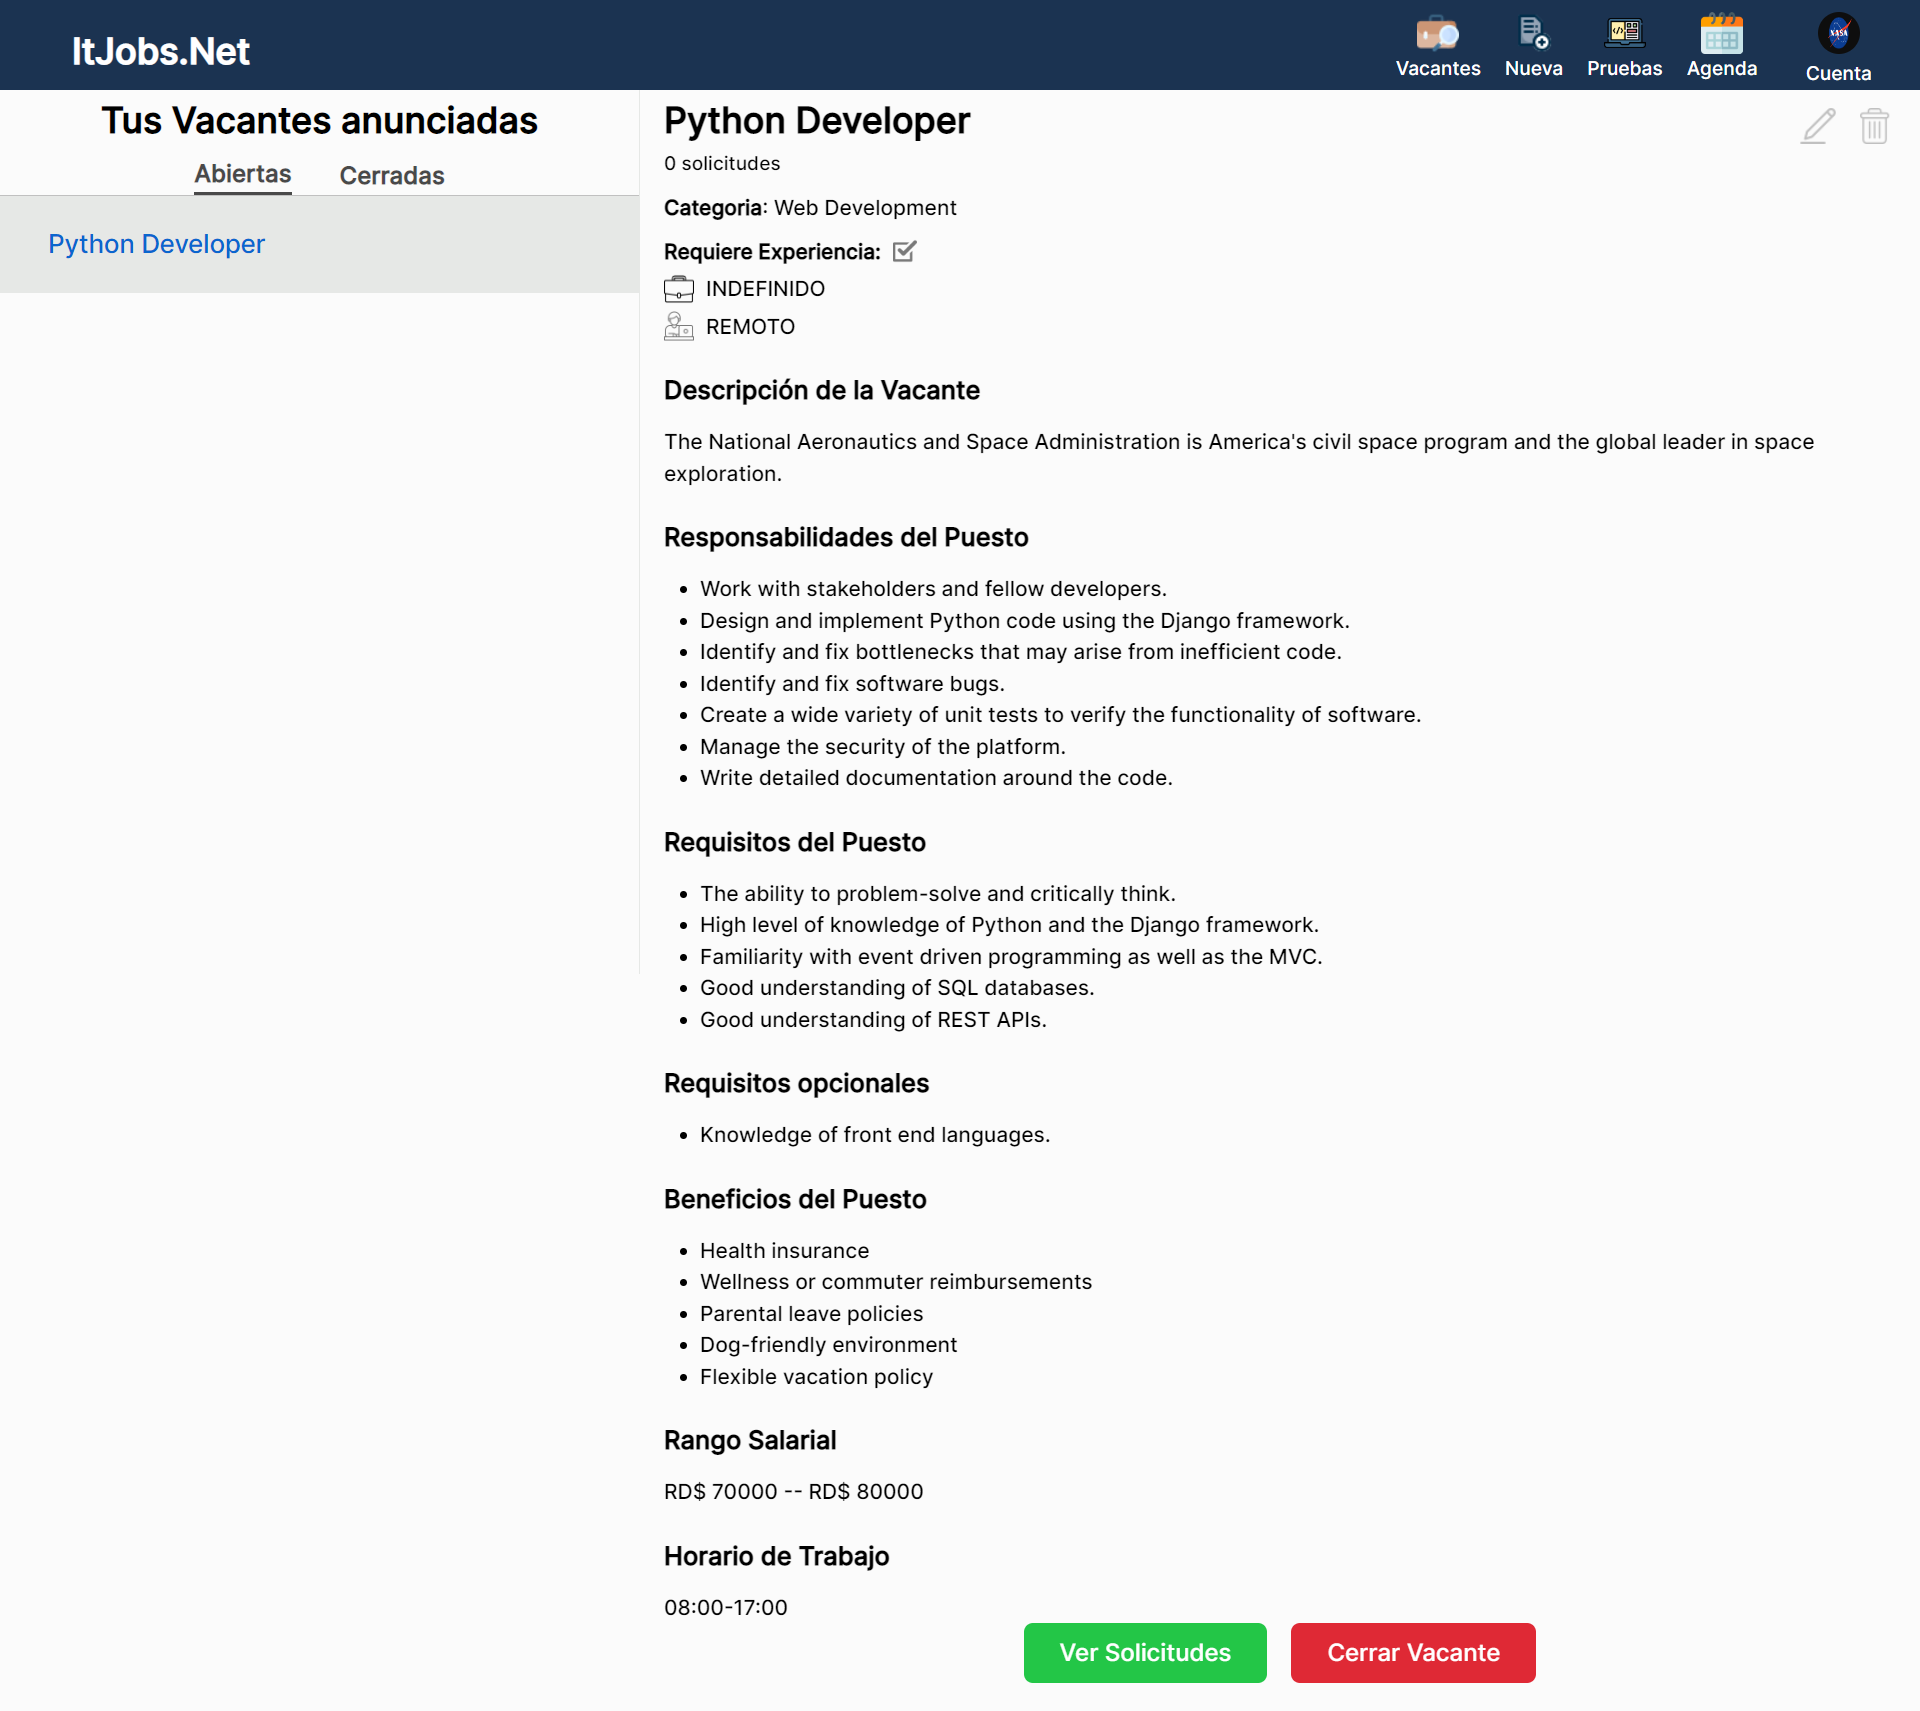 ItJobs.Net
Vacantes
Nueva
Pruebas
Agenda
NASA
Cuenta
Tus Vacantes anunciadas
Abiertas
Cerradas
Python Developer
Python Developer
0 solicitudes
Categoria: Web Development
Requiere Experiencia:
INDEFINIDO
REMOTO
Descripción de la Vacante
The National Aeronautics and Space Administration is America's civil space program and the global leader in space
exploration.
Responsabilidades del Puesto
Work with stakeholders and fellow developers.
Design and implement Python code using the Django framework.
Identify and fix bottlenecks that may arise from inefficient code.
Identify and fix software bugs.
Create a wide variety of unit tests to verify the functionality of software.
Manage the security of the platform.
Write detailed documentation around the code.
Requisitos del Puesto
The ability to problem-solve and critically think.
High level of knowledge of Python and the Django framework.
Familiarity with event driven programming as well as the MVC.
Good understanding of SQL databases.
Good understanding of REST APIs.
Requisitos opcionales
Knowledge of front end languages.
Beneficios del Puesto
Health insurance
Wellness or commuter reimbursements
Parental leave policies
Dog-friendly environment
Flexible vacation policy
Rango Salarial
RD$ 70000 -- RD$ 80000
Horario de Trabajo
08:00-17:00
Ver Solicitudes
Cerrar Vacante